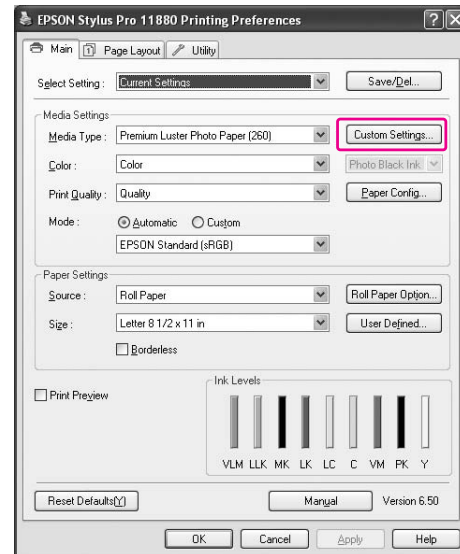 EPSON Stylus Pro 11880 Printing Preferences
Main Page Layout Utility
Select Setting : Current Settings Save/Del...
Media Settings
Media Type : Premium Luster Photo Paper (260) Custom Settings...
Color : Color Photo Black Ink
Print Quality : Quality Paper Config...
Mode : Automatic Custom
EPSON Standard (sRGB)
Paper Settings
Source : Roll Paper Roll Paper Option...
Size : Letter 8 1/2 x 11 in User Defined...
Borderless
Print Preview
Ink Levels
VLM LLK MK LK LC C VM PK Y
Reset Defaults(Y) Manual Version 6.50
OK Cancel Apply Help